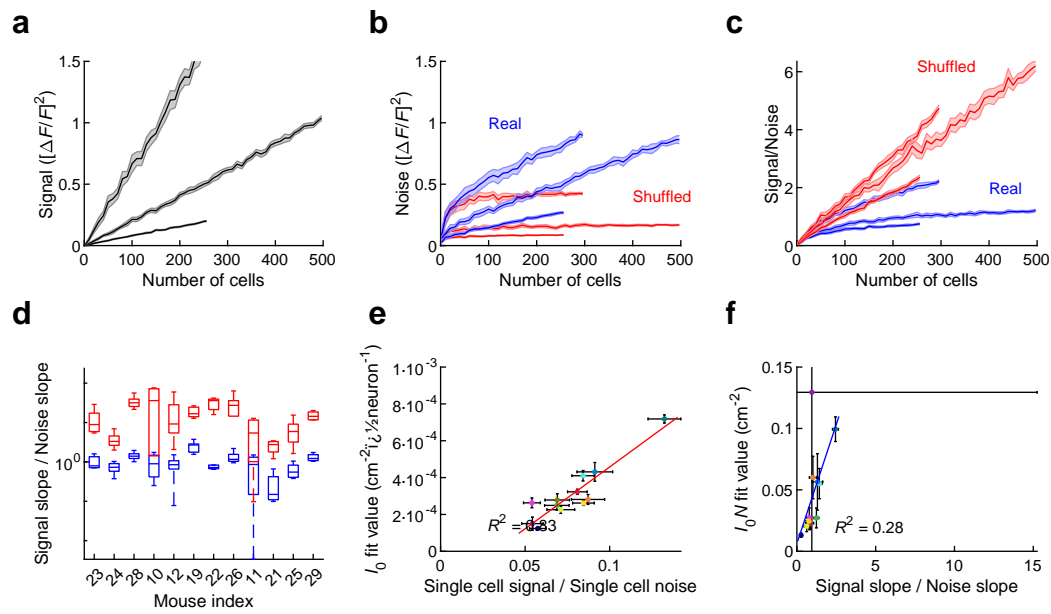 a
Signal ([ΔF/F]²)
1.5
1
0.5
0
0 100 200 300 400 500
Number of cells
b
Noise ([ΔF/F]²)
1.5
1
0.5
0
Real
Shuffled
0 100 200 300 400 500
Number of cells
c
Signal/Noise
6
4
2
0
Shuffled
Real
0 100 200 300 400 500
Number of cells
d
Signal slope / Noise slope
10⁰
23 24 28 10 12 19 22 26 11 21 25 29
Mouse index
e
I₀ fit value (cm⁻²ï¿½neuron⁻¹)
1·10⁻³
8·10⁻⁴
6·10⁻⁴
4·10⁻⁴
2·10⁻⁴
0
R² = 0.83
0.05 0.1
Single cell signal / Single cell noise
f
I₀N fit value (cm⁻²)
0.15
0.10
0.05
0
R² = 0.28
0 5 10 15
Signal slope / Noise slope